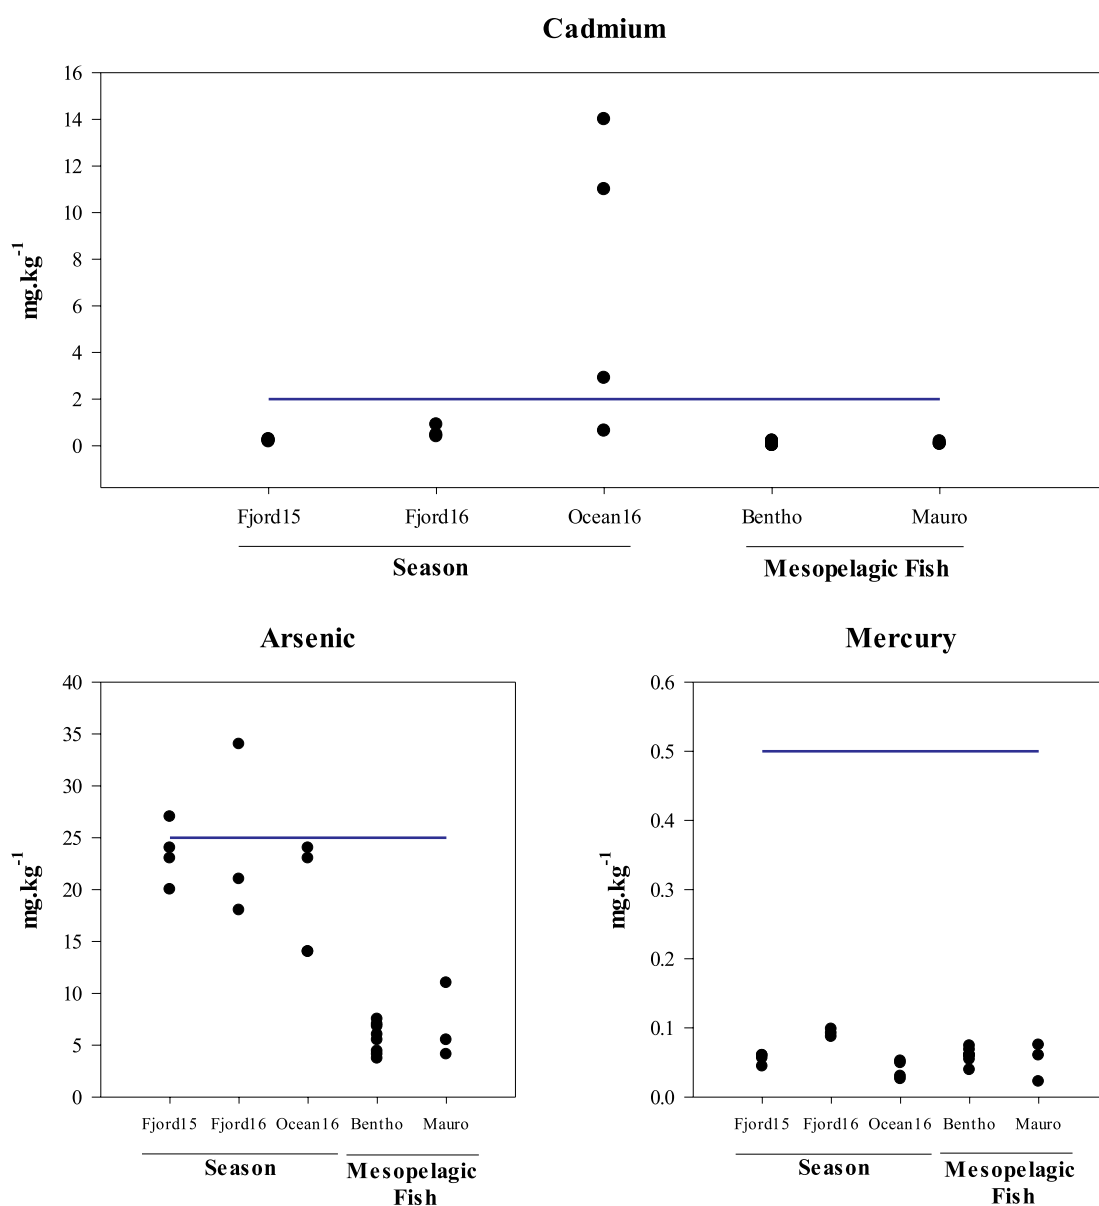 Cadmium
16
14
12
10
8
6
4
2
0
mg.kg-1
Fjord15 Fjord16 Ocean16 Bentho Mauro
Season Mesopelagic Fish
Arsenic
40
35
30
25
20
15
10
5
0
mg.kg-1
Fjord15 Fjord16 Ocean16 Bentho Mauro
Season Mesopelagic
Fish
Mercury
0.6
0.5
0.4
0.3
0.2
0.1
0.0
mg.kg-1
Fjord15 Fjord16 Ocean16 Bentho Mauro
Season Mesopelagic
Fish